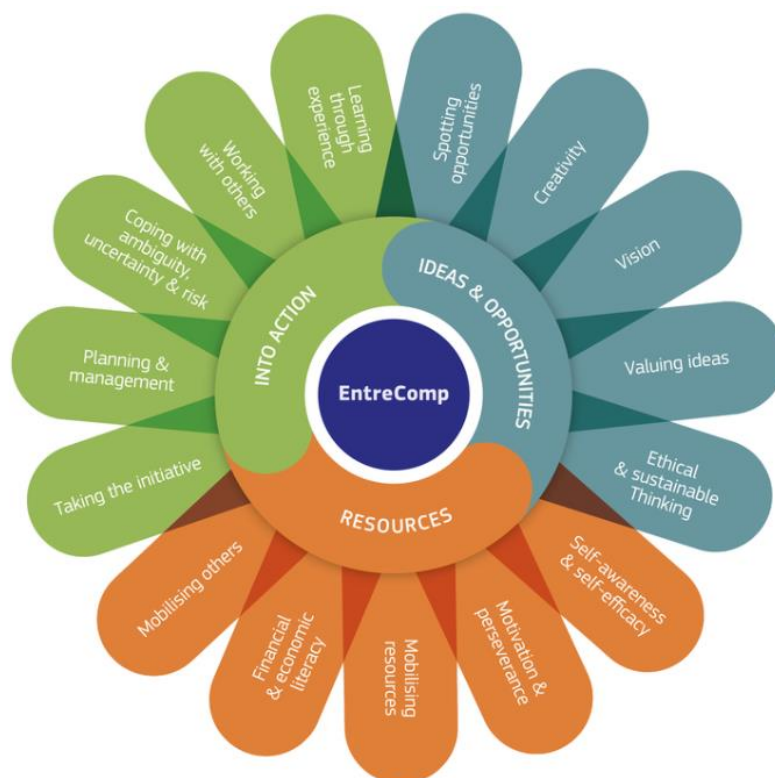 EntreComp
IDEAS & OPPORTUNITIES
RESOURCES
INTO ACTION
Spotting
opportunities
Creativity
Vision
Valuing ideas
Ethical
& sustainable
Thinking
Self-awareness
& self-efficacy
Motivation &
perseverance
Mobilising
resources
Financial
& economic
literacy
Mobilising others
Taking the initiative
Planning &
management
Coping with
ambiguity,
uncertainty & risk
Working
with others
Learning
through
experience